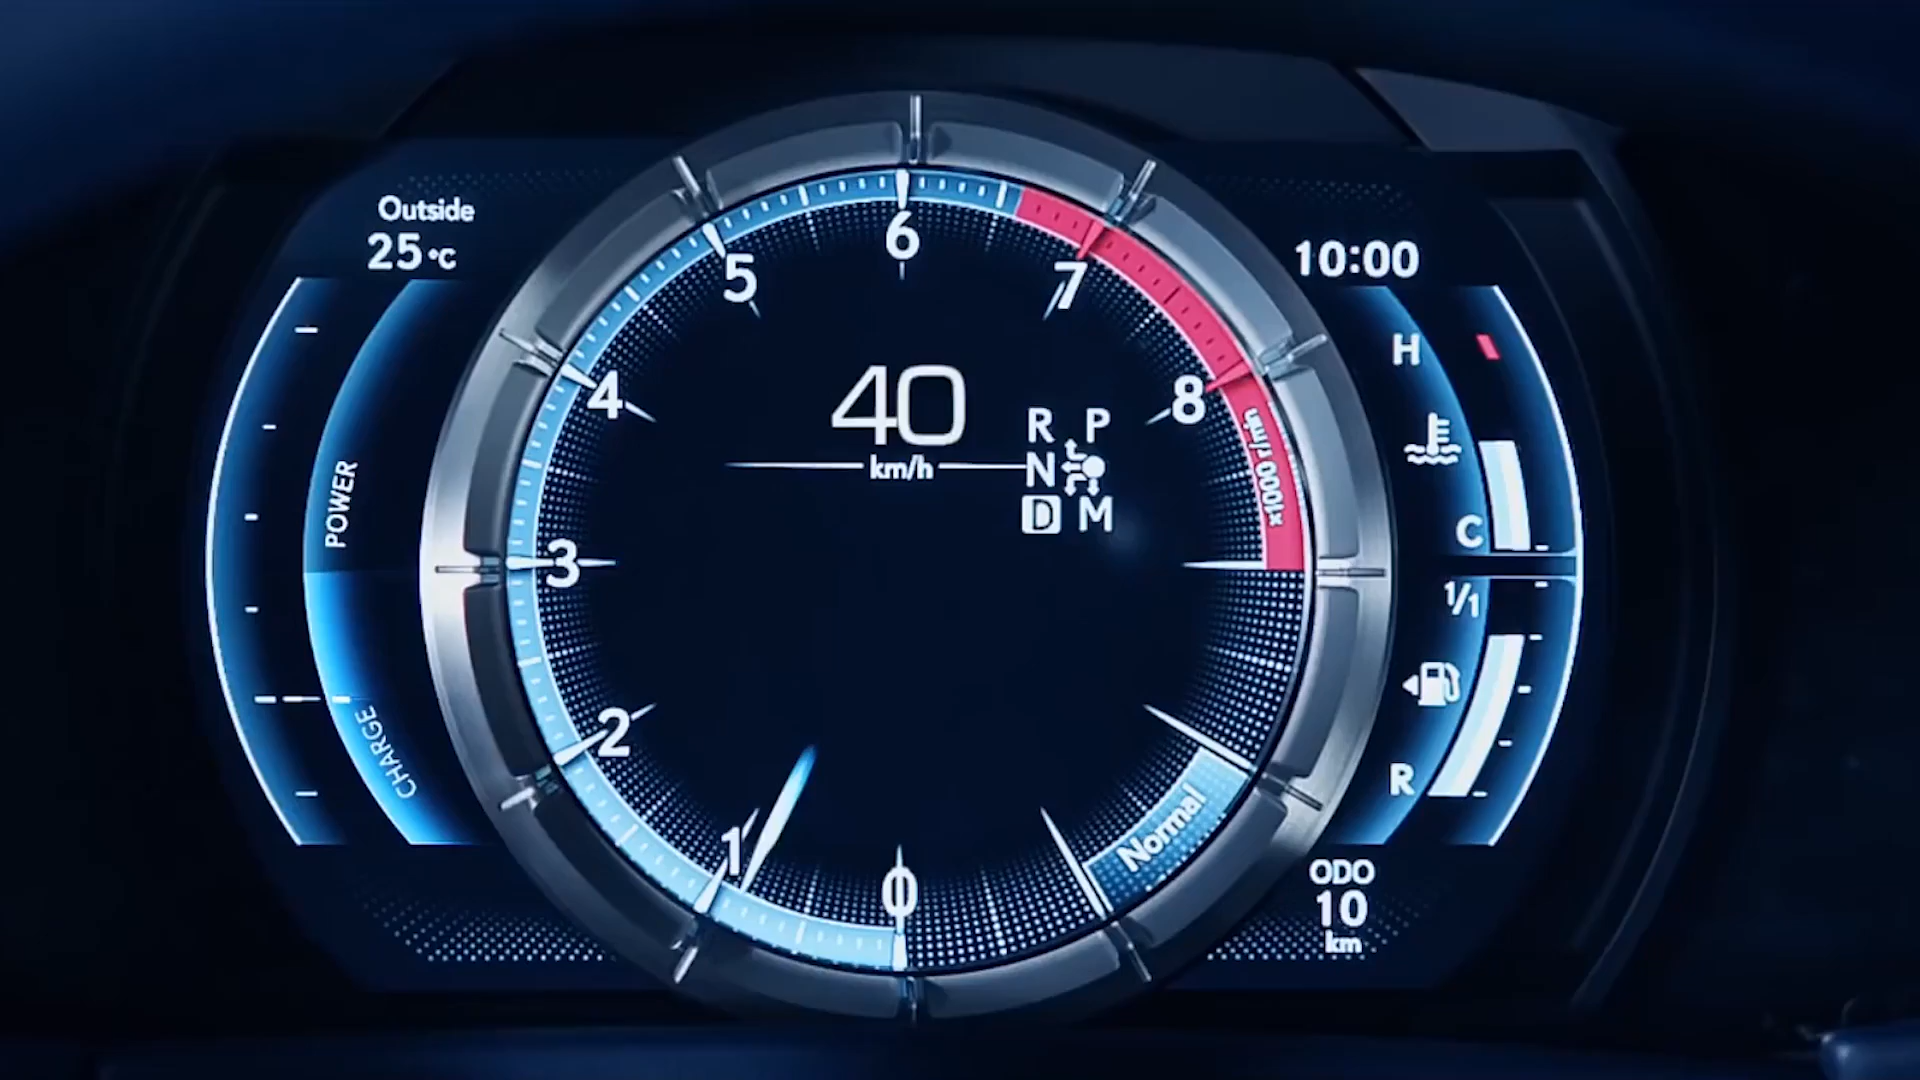 Outside
25°C
10:00
6
5
7
4
8
40
km/h
R P
N
D M
×1000 r/min
3
2
1
0
POWER
CHARGE
H
C
1/1
R
Normal
ODO
10
km